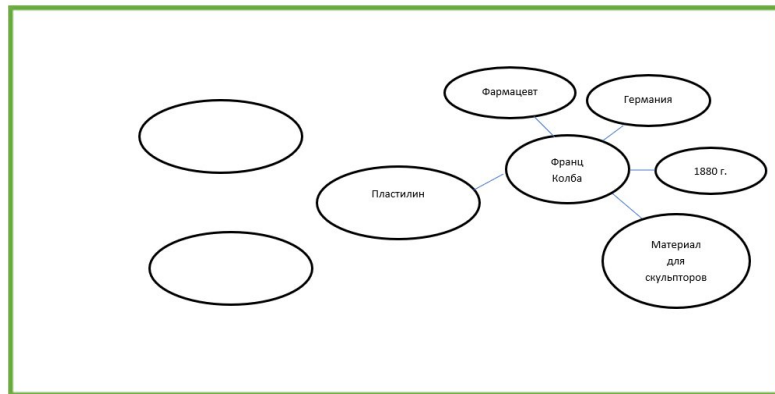 Фармацевт
Германия
Франц
Колба
1880 г.
Пластилин
Материал
для
скульпторов